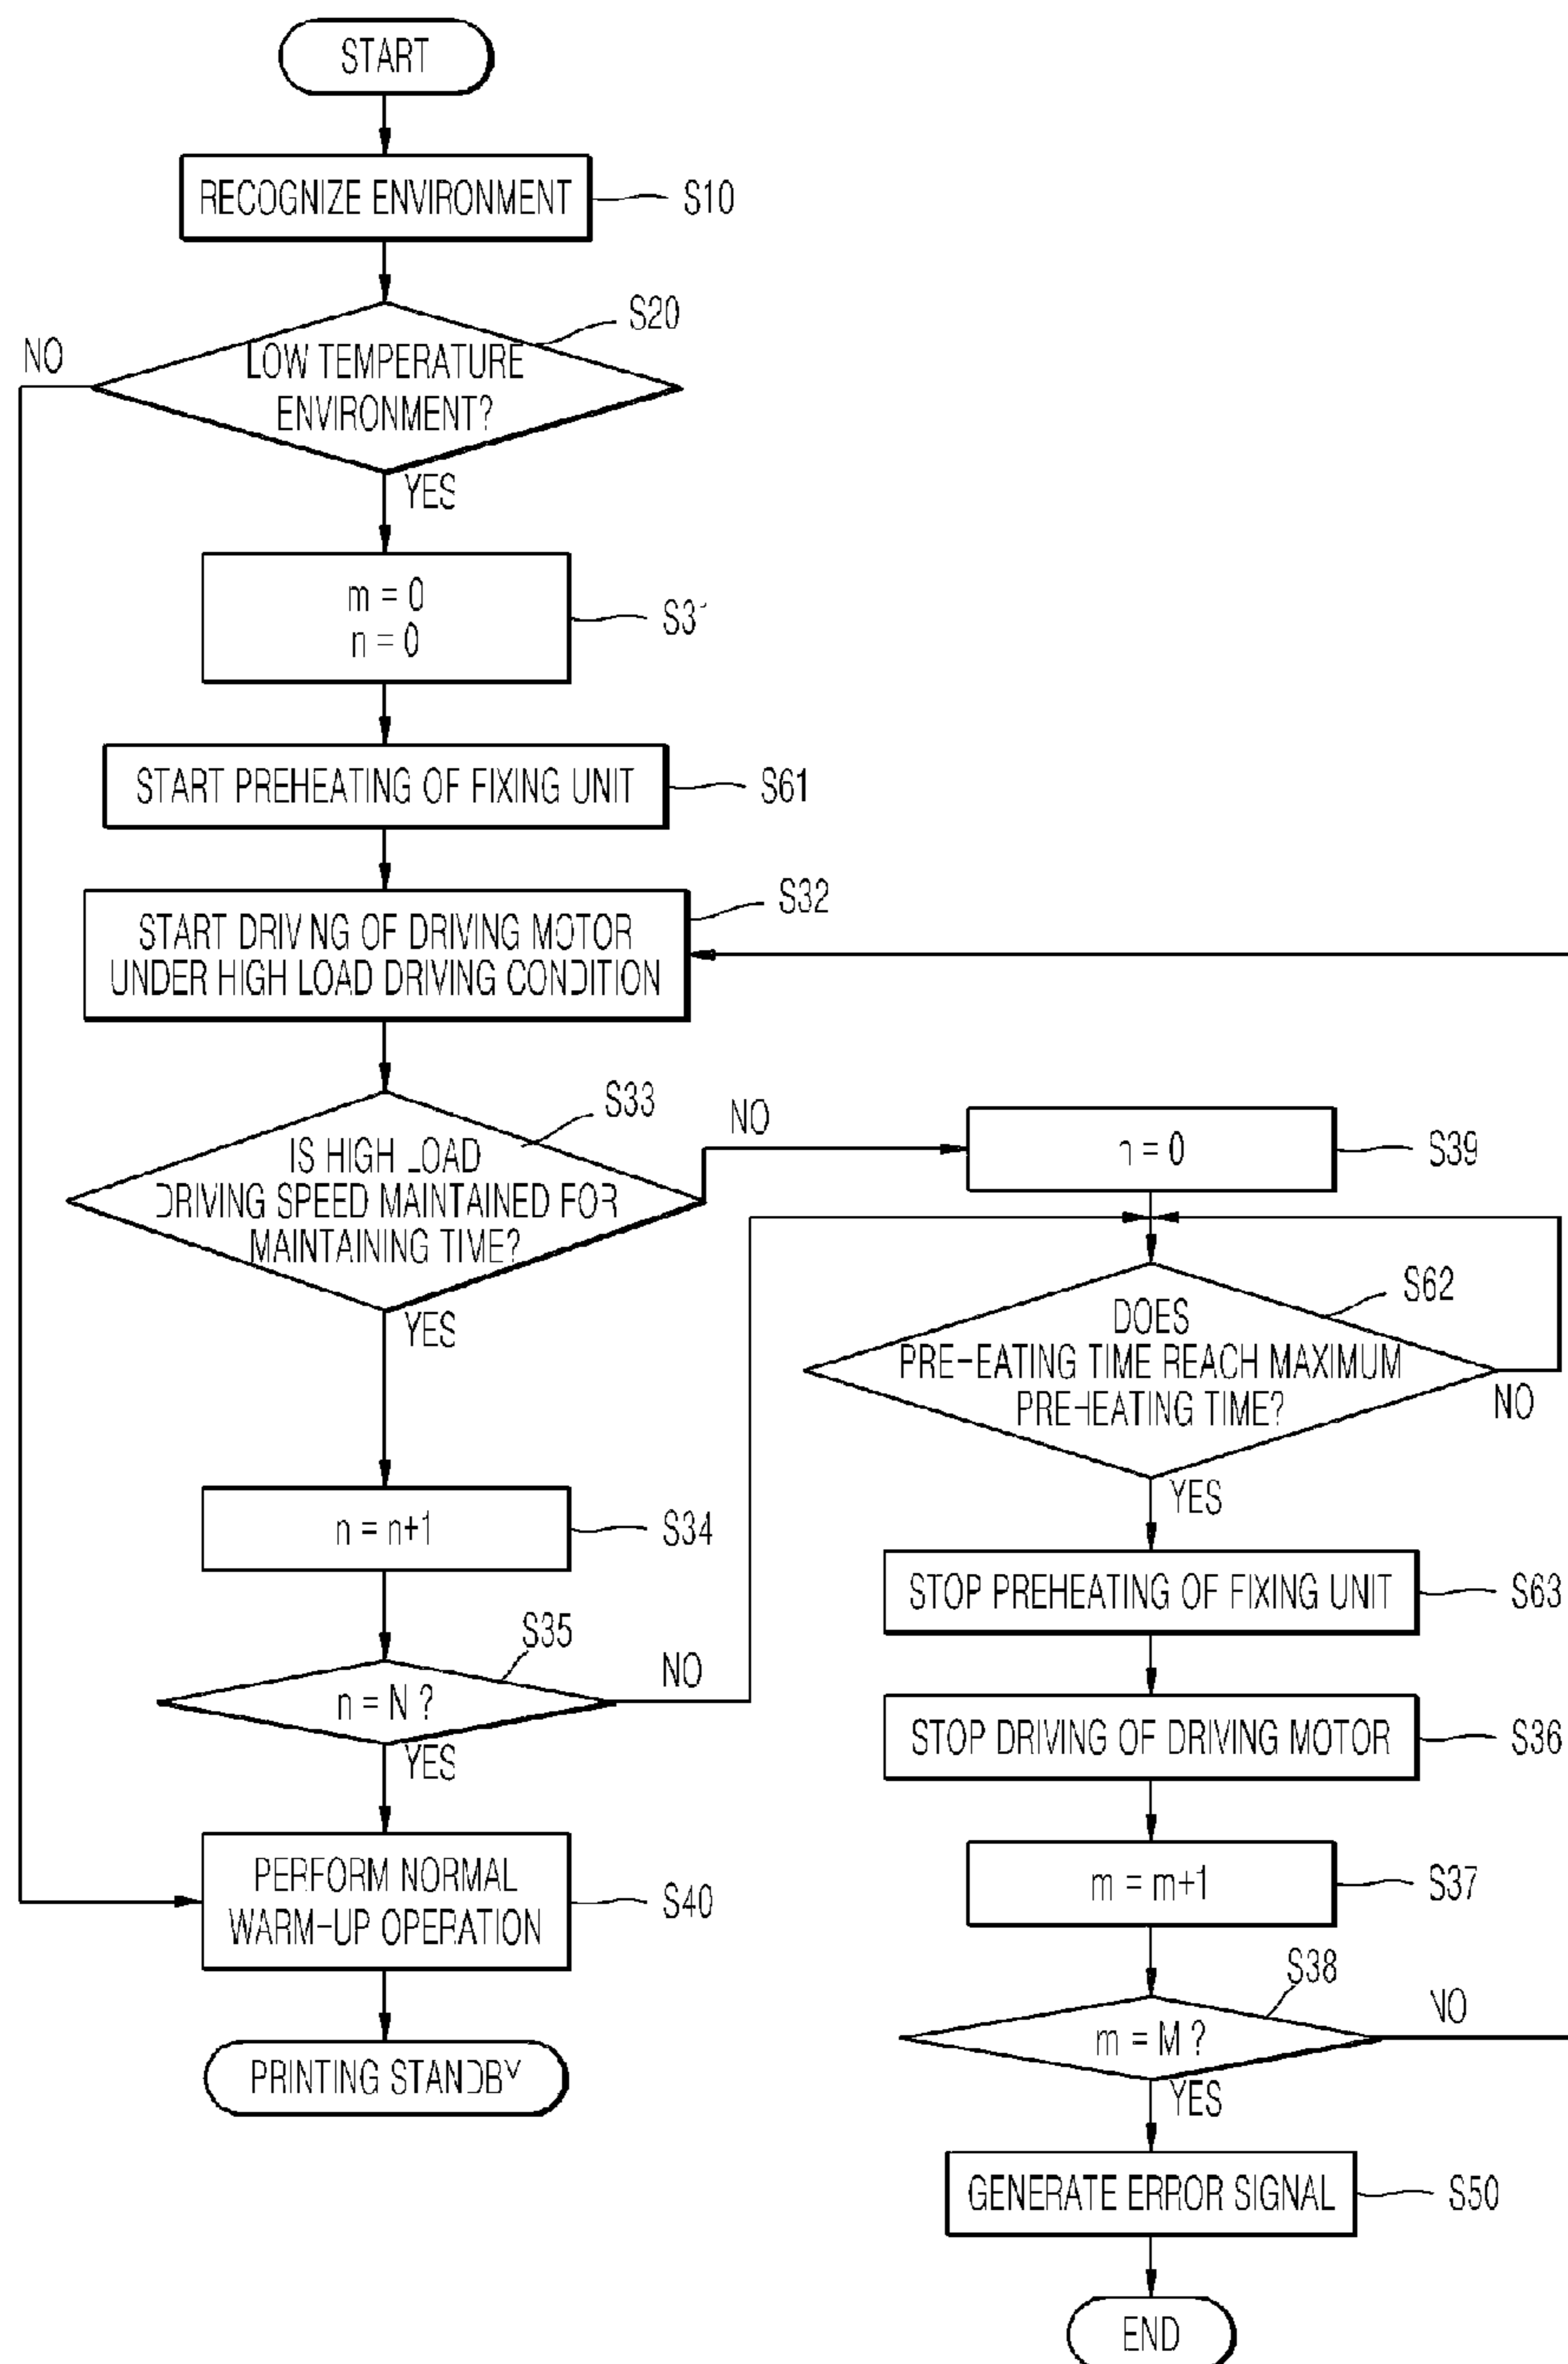 START
RECOGNIZE ENVIRONMENT
S10
S20
NO
LOW TEMPERATURE
ENVIRONMENT?
YES
m = 0
n = 0
S31
START PREHEATING OF FIXING UNIT
S61
START DRIVING OF DRIVING MOTOR
UNDER HIGH LOAD DRIVING CONDITION
S32
S33
IS HIGH LOAD
DRIVING SPEED MAINTAINED FOR
MAINTAINING TIME?
NO
YES
n = 0
S39
S62
DOES
PRE-EATING TIME REACH MAXIMUM
PREHEATING TIME?
NO
YES
n = n+1
S34
STOP PREHEATING OF FIXING UNIT
S63
S35
n = N ?
NO
YES
STOP DRIVING OF DRIVING MOTOR
S36
PERFORM NORMAL
WARM-UP OPERATION
S40
m = m+1
S37
S38
m = M ?
NO
YES
PRINTING STANDBY
GENERATE ERROR SIGNAL
S50
END